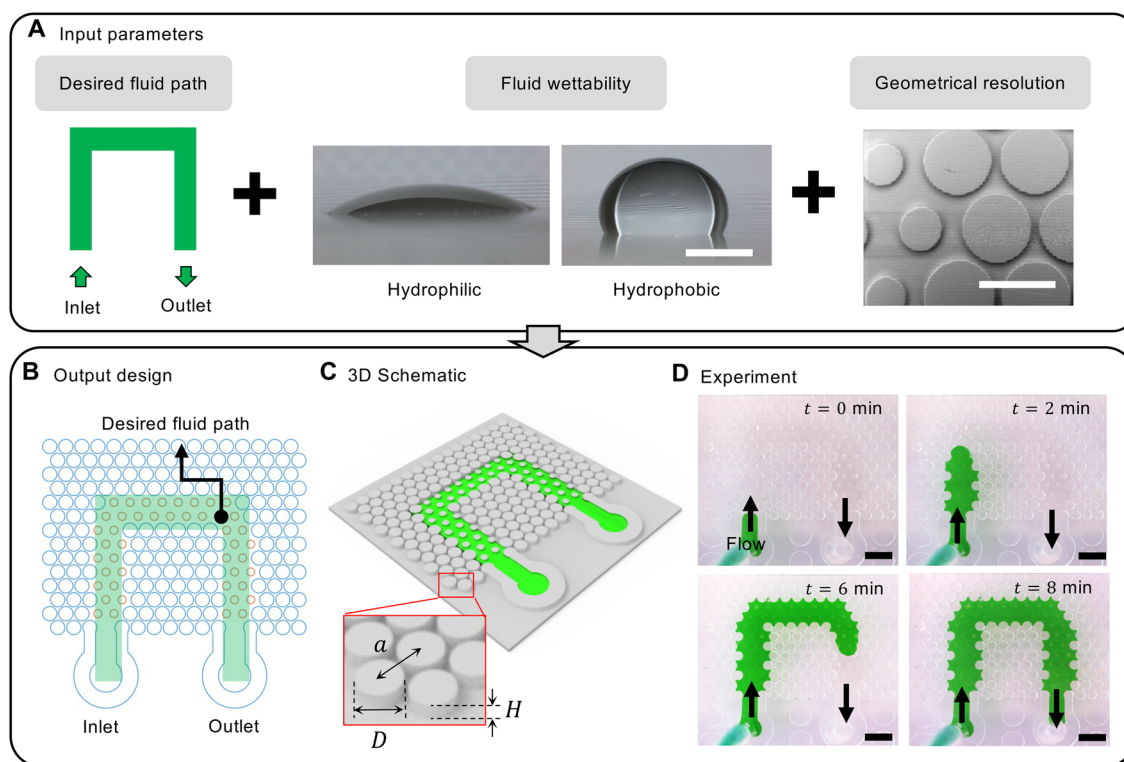 A Input parameters
Desired fluid path
Fluid wettability
Geometrical resolution
Inlet
Outlet
Hydrophilic
Hydrophobic
B Output design
Desired fluid path
Inlet
Outlet
C 3D Schematic
a
H
D
D Experiment
t = 0 min
Flow
t = 2 min
t = 6 min
t = 8 min